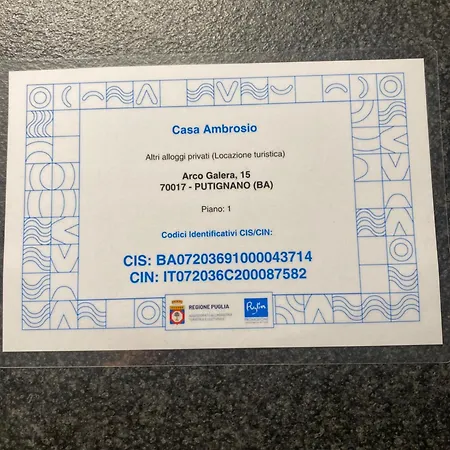 Casa Ambrosio
Altri alloggi privati (Locazione turistica)
Arco Galera, 15
70017 - PUTIGNANO (BA)
Piano: 1
Codici Identificativi CIS/CIN:
CIS: BA07203691000043714
CIN: IT072036C200087582
REGIONE PUGLIA
Puglia